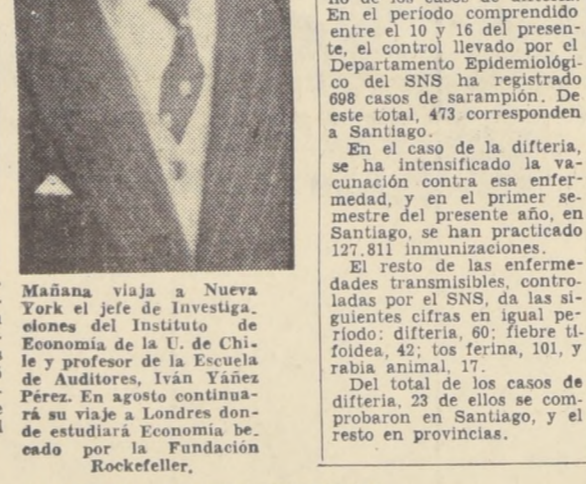 Mañana viaja a Nueva
York el jefe de Investiga_
ciones del Instituto de
Economía de la U. de Chi-
le y profesor de la Escuela
de Auditores, Iván Yáñez
Pérez. En agosto continua-
rá su viaje a Londres don-
de estudiará Economía be_
cado por la Fundación
Rockefeller.
no de los casos de
En el período comprendido
entre el 10 y 16 del presen-
te, el control llevado por el
Departamento Epidemiológi-
co del SNS ha registrado
698 casos de sarampión. De
este total, 473 corresponden
a Santiago.
En el caso de la difteria,
se ha intensificado la va-
cunación contra esa enfer-
medad, y en el primer se-
mestre del presente año, en
Santiago, se han practicado
127.811 inmunizaciones.
El resto de las enferme-
dades transmisibles, contro-
ladas por el SNS, da las si-
guientes cifras en igual pe-
ríodo: difteria, 60; fiebre ti-
foidea, 42; tos ferina, 101, y
rabia animal, 17.
Del total de los casos de
difteria, 23 de ellos se com-
probaron en Santiago, y el
resto en provincias.